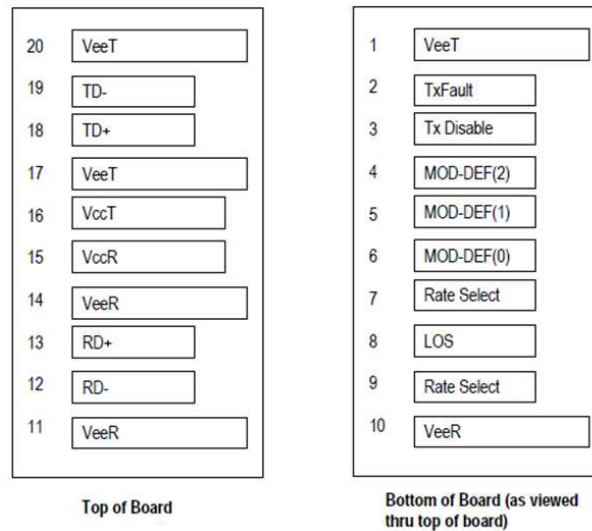 20 VeeT
19 TD-
18 TD+
17 VeeT
16 VccT
15 VccR
14 VeeR
13 RD+
12 RD-
11 VeeR
Top of Board
1 VeeT
2 TxFault
3 Tx Disable
4 MOD-DEF(2)
5 MOD-DEF(1)
6 MOD-DEF(0)
7 Rate Select
8 LOS
9 Rate Select
10 VeeR
Bottom of Board (as viewed
thru top of board)